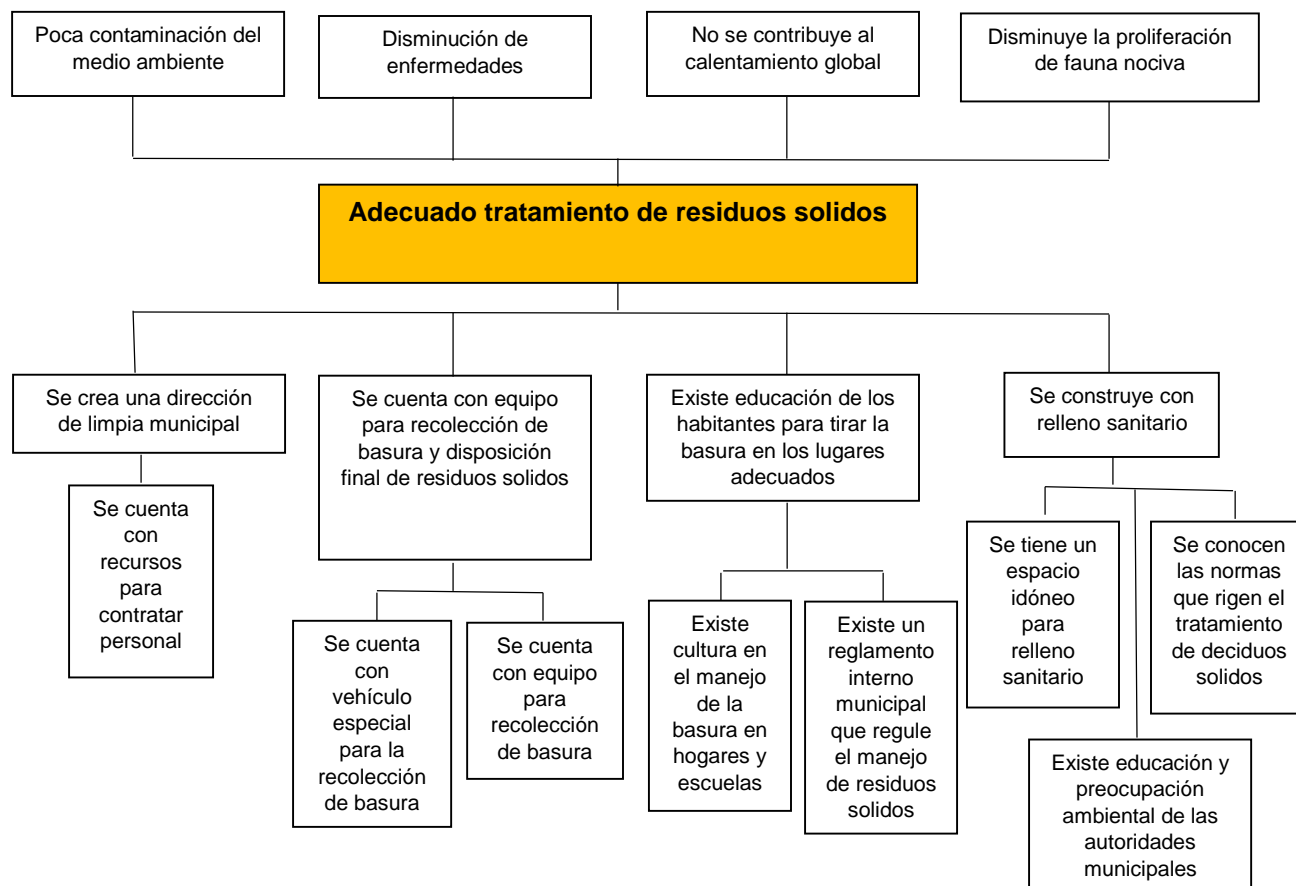 Poca contaminación del
medio ambiente
Disminución de
enfermedades
No se contribuye al
calentamiento global
Disminuye la proliferación
de fauna nociva
Adecuado tratamiento de residuos solidos
Se crea una dirección
de limpia municipal
Se cuenta con equipo
para recolección de
basura y disposición
final de residuos solidos
Existe educación de los
habitantes para tirar la
basura en los lugares
adecuados
Se construye con
relleno sanitario
Se cuenta
con
recursos
para
contratar
personal
Se cuenta
con
vehículo
especial
para la
recolección
de basura
Se cuenta
con equipo
para
recolección
de basura
Existe
cultura en
el manejo
de la
basura en
hogares y
escuelas
Existe un
reglamento
interno
municipal
que regule
el manejo
de residuos
solidos
Se tiene un
espacio
idóneo
para
relleno
sanitario
Se conocen
las normas
que rigen el
tratamiento
de deciduos
solidos
Existe educación y
preocupación
ambiental de las
autoridades
municipales